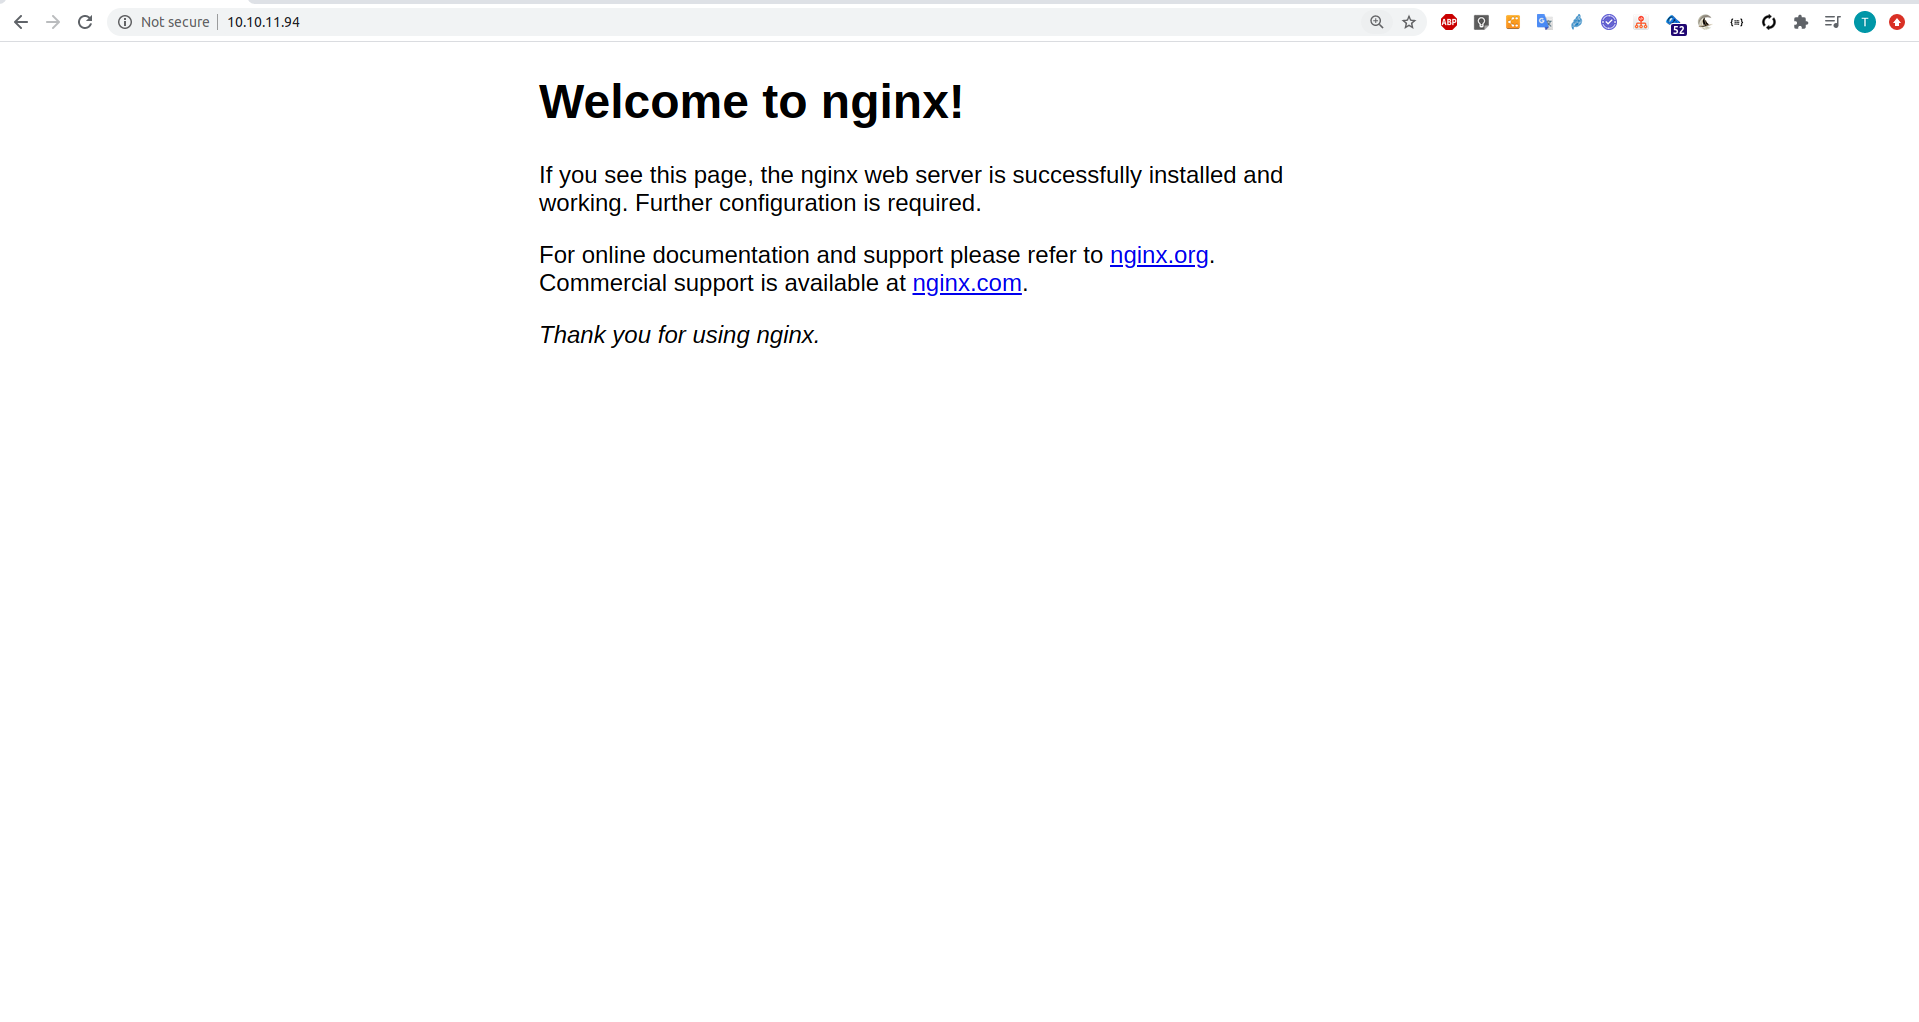 Not secure 10.10.11.94
ABP
52
T
Welcome to nginx!
If you see this page, the nginx web server is successfully installed and
working. Further configuration is required.
For online documentation and support please refer to nginx.org.
Commercial support is available at nginx.com.
Thank you for using nginx.